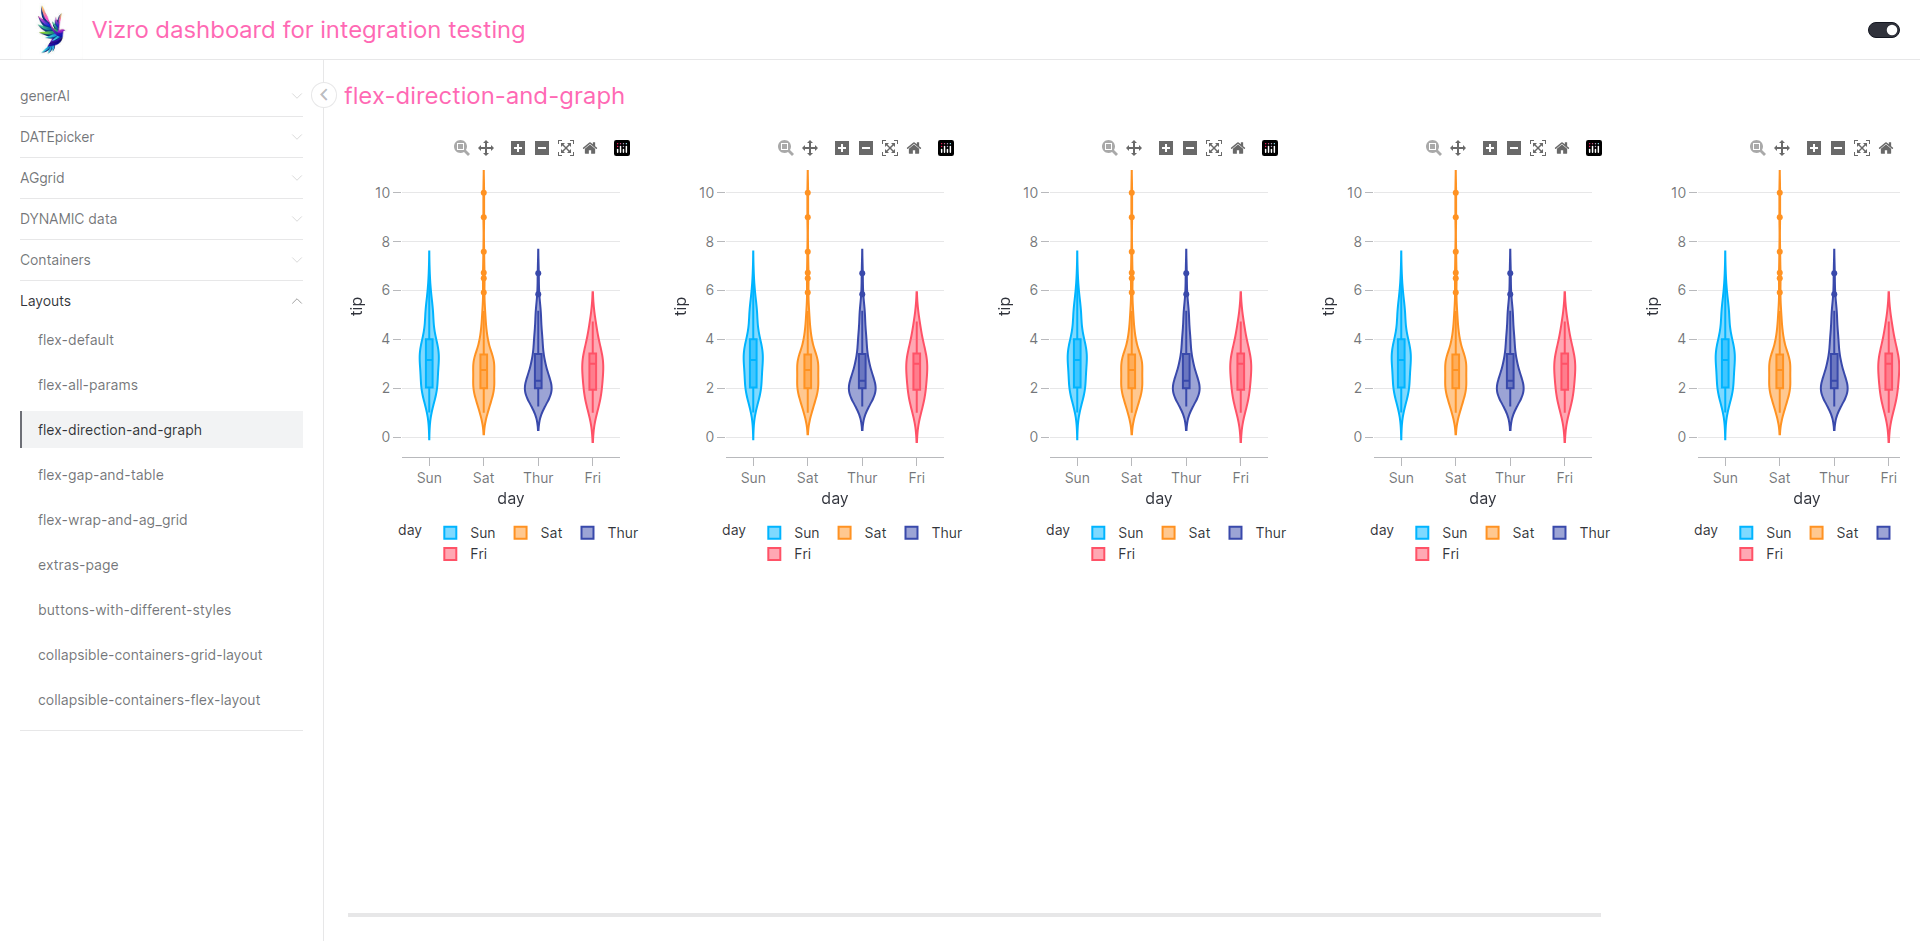 Vizro dashboard for integration testing
generAI
DATEpicker
AGgrid
DYNAMIC data
Containers
Layouts
flex-default
flex-all-params
flex-direction-and-graph
flex-gap-and-table
flex-wrap-and-ag_grid
extras-page
buttons-with-different-styles
collapsible-containers-grid-layout
collapsible-containers-flex-layout
flex-direction-and-graph
10
8
6
4
2
0
tip
Sun Sat Thur Fri
day
day Sun Sat Thur
Fri
10
8
6
4
2
0
tip
Sun Sat Thur Fri
day
day Sun Sat Thur
Fri
10
8
6
4
2
0
tip
Sun Sat Thur Fri
day
day Sun Sat Thur
Fri
10
8
6
4
2
0
tip
Sun Sat Thur Fri
day
day Sun Sat Thur
Fri
10
8
6
4
2
0
tip
Sun Sat Thur Fri
day
day Sun Sat
Fri